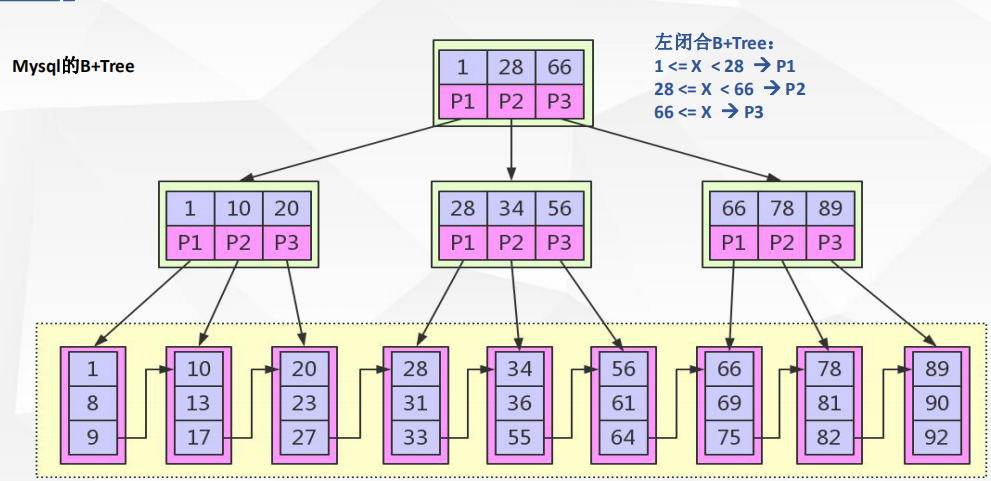 Mysql的B+Tree
左闭合B+Tree：
1 <= X < 28 → P1
28 <= X < 66 → P2
66 <= X → P3
1 28 66
P1 P2 P3
1 10 20
P1 P2 P3
28 34 56
P1 P2 P3
66 78 89
P1 P2 P3
1 10 20 28 34 56 66 78 89
8 13 23 31 36 61 69 81 90
9 17 27 33 55 64 75 82 92